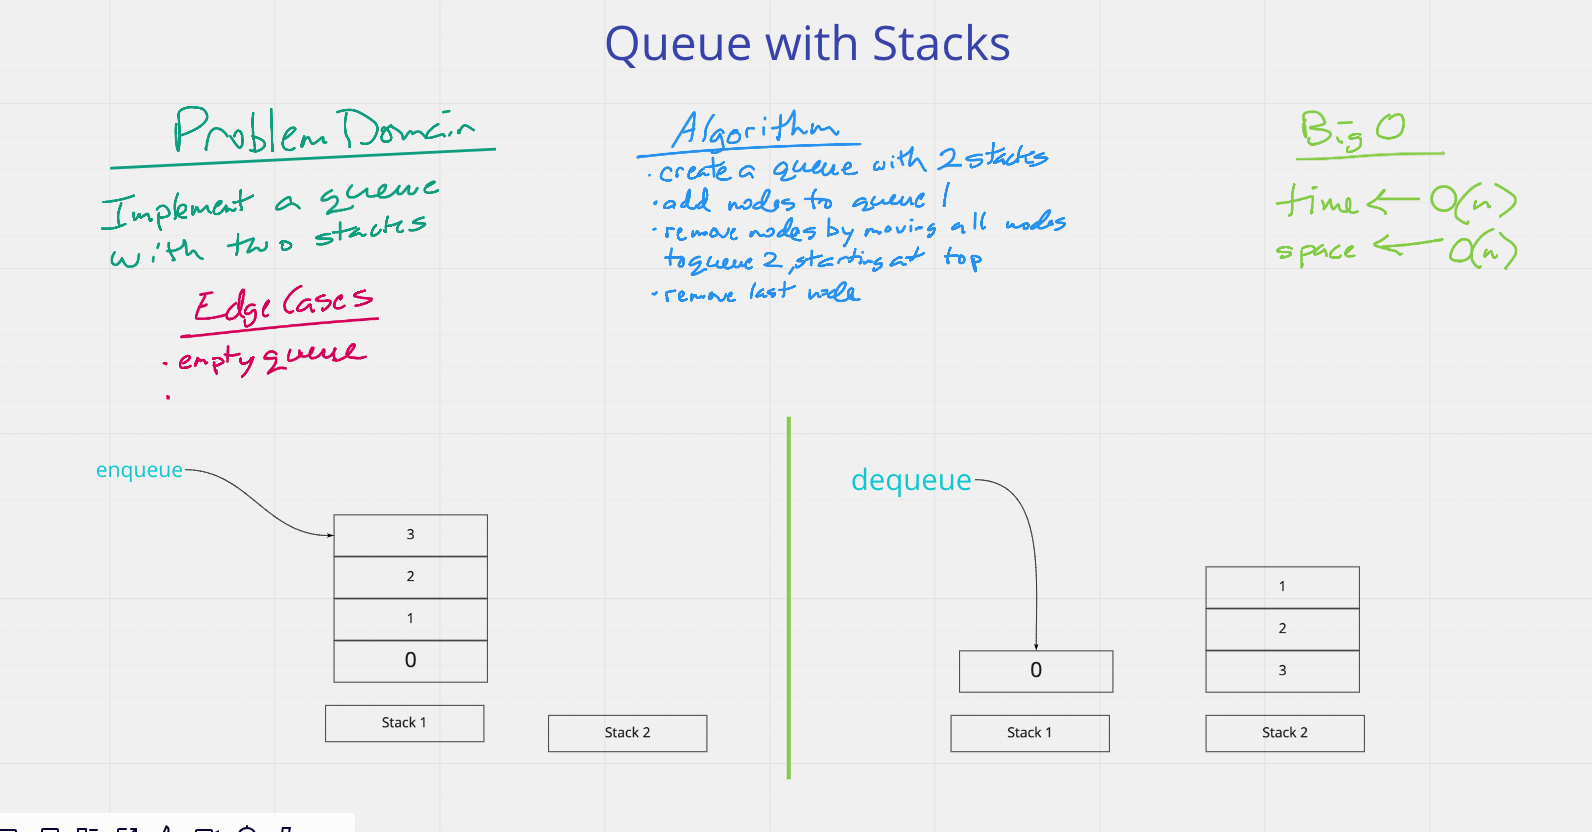 Queue with Stacks
Problem Domain
Implement a queue
with two stacks
Edge Cases
· empty queue
·
Algorithm
· create a queue with 2 stacks
· add nodes to queue 1
· remove nodes by moving all nodes
to queue 2, starting at top
· remove last node
Big O
time ← O(n)
space ← O(n)
enqueue
3
2
1
0
Stack 1
Stack 2
dequeue
0
Stack 1
1
2
3
Stack 2